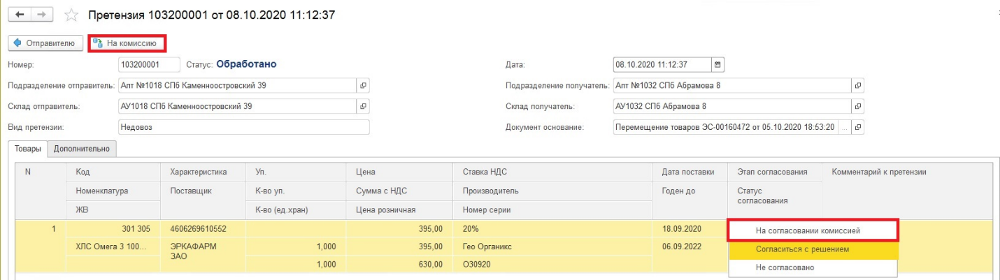 Претензия 103200001 от 08.10.2020 11:12:37
Отправителю На комиссию
Номер: 103200001 Статус: Обработано Дата: 08.10.2020 11:12:37
Подразделение отправитель: Апт №1018 СПб Каменноостровский 39 Подразделение получатель: Апт №1032 СПб Абрамова 8
Склад отправитель: АУ1018 СПб Каменноостровский 39 Склад получатель: АУ1032 СПб Абрамова 8
Вид претензии: Недовоз Документ основание: Перемещение товаров ЭС-00160472 от 05.10.2020 18:53:20 ...
Товары Дополнительно
N Код Характеристика Уп. Цена Ставка НДС Дата поставки Этап согласования Комментарий к претензии
Номенклатура Поставщик К-во уп. Сумма с НДС Производитель Годен до Статус согласования
ЖВ К-во (ед.хран) Цена розничная Номер серии
1 301 305 4606269610552 395,00 20% 18.09.2020 На согласовании комиссией
ХЛС Омега 3 100... ЭРКАФАРМ ЗАО 1,000 395,00 Гео Органикс 06.09.2022 Согласиться с решением
1,000 630,00 О30920 Не согласовано